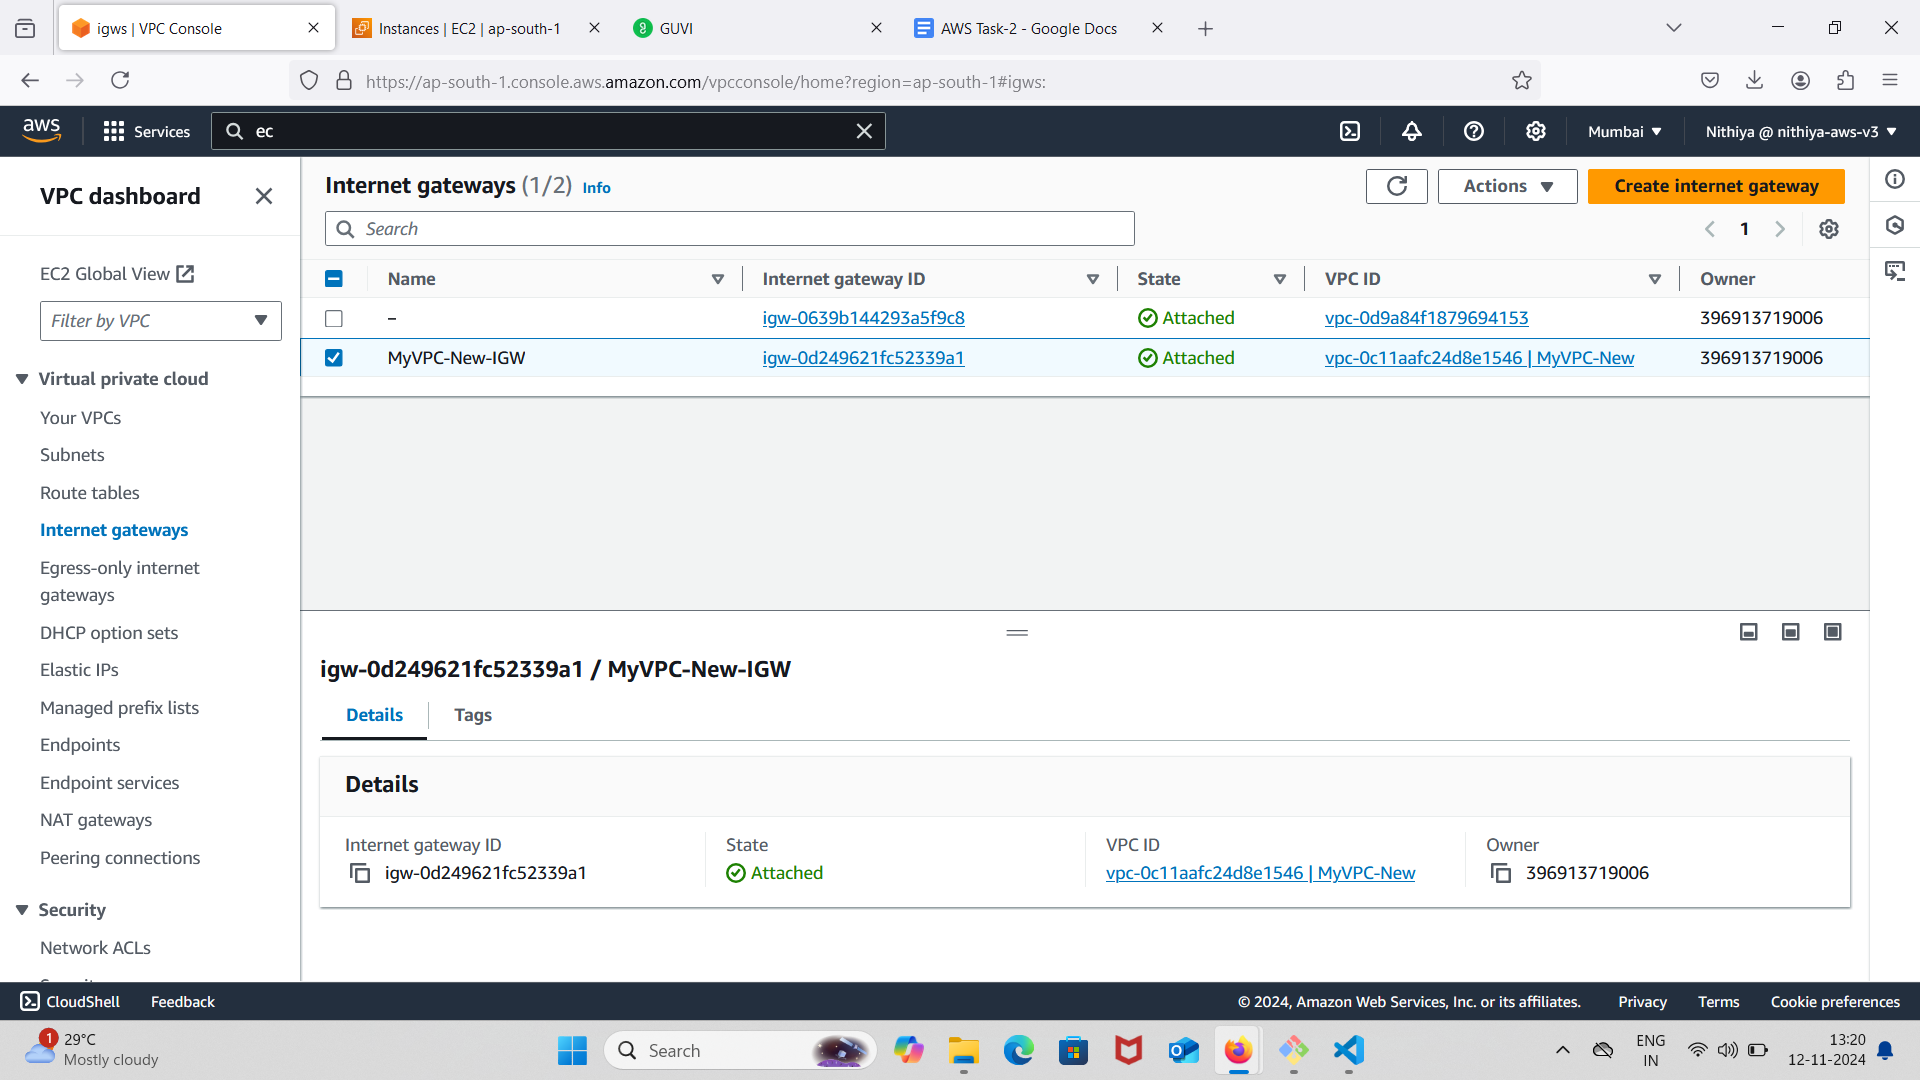 igws | VPC Console
Instances | EC2 | ap-south-1
GUVI
AWS Task-2 - Google Docs
https://ap-south-1.console.aws.amazon.com/vpcconsole/home?region=ap-south-1#igws:
aws
Services
ec
Mumbai
Nithiya @ nithiya-aws-v3
VPC dashboard
EC2 Global View
Filter by VPC
Virtual private cloud
Your VPCs
Subnets
Route tables
Internet gateways
Egress-only internet
gateways
DHCP option sets
Elastic IPs
Managed prefix lists
Endpoints
Endpoint services
NAT gateways
Peering connections
Security
Network ACLs
Internet gateways (1/2) Info
Actions
Create internet gateway
Search
1
Name Internet gateway ID State VPC ID Owner
– igw-0639b144293a5f9c8 Attached vpc-0d9a84f1879694153 396913719006
MyVPC-New-IGW igw-0d249621fc52339a1 Attached vpc-0c11aafc24d8e1546 | MyVPC-New 396913719006
igw-0d249621fc52339a1 / MyVPC-New-IGW
Details Tags
Details
Internet gateway ID State VPC ID Owner
igw-0d249621fc52339a1 Attached vpc-0c11aafc24d8e1546 | MyVPC-New 396913719006
CloudShell Feedback
© 2024, Amazon Web Services, Inc. or its affiliates. Privacy Terms Cookie preferences
1
29°C
Mostly cloudy
Search
ENG
IN
13:20
12-11-2024